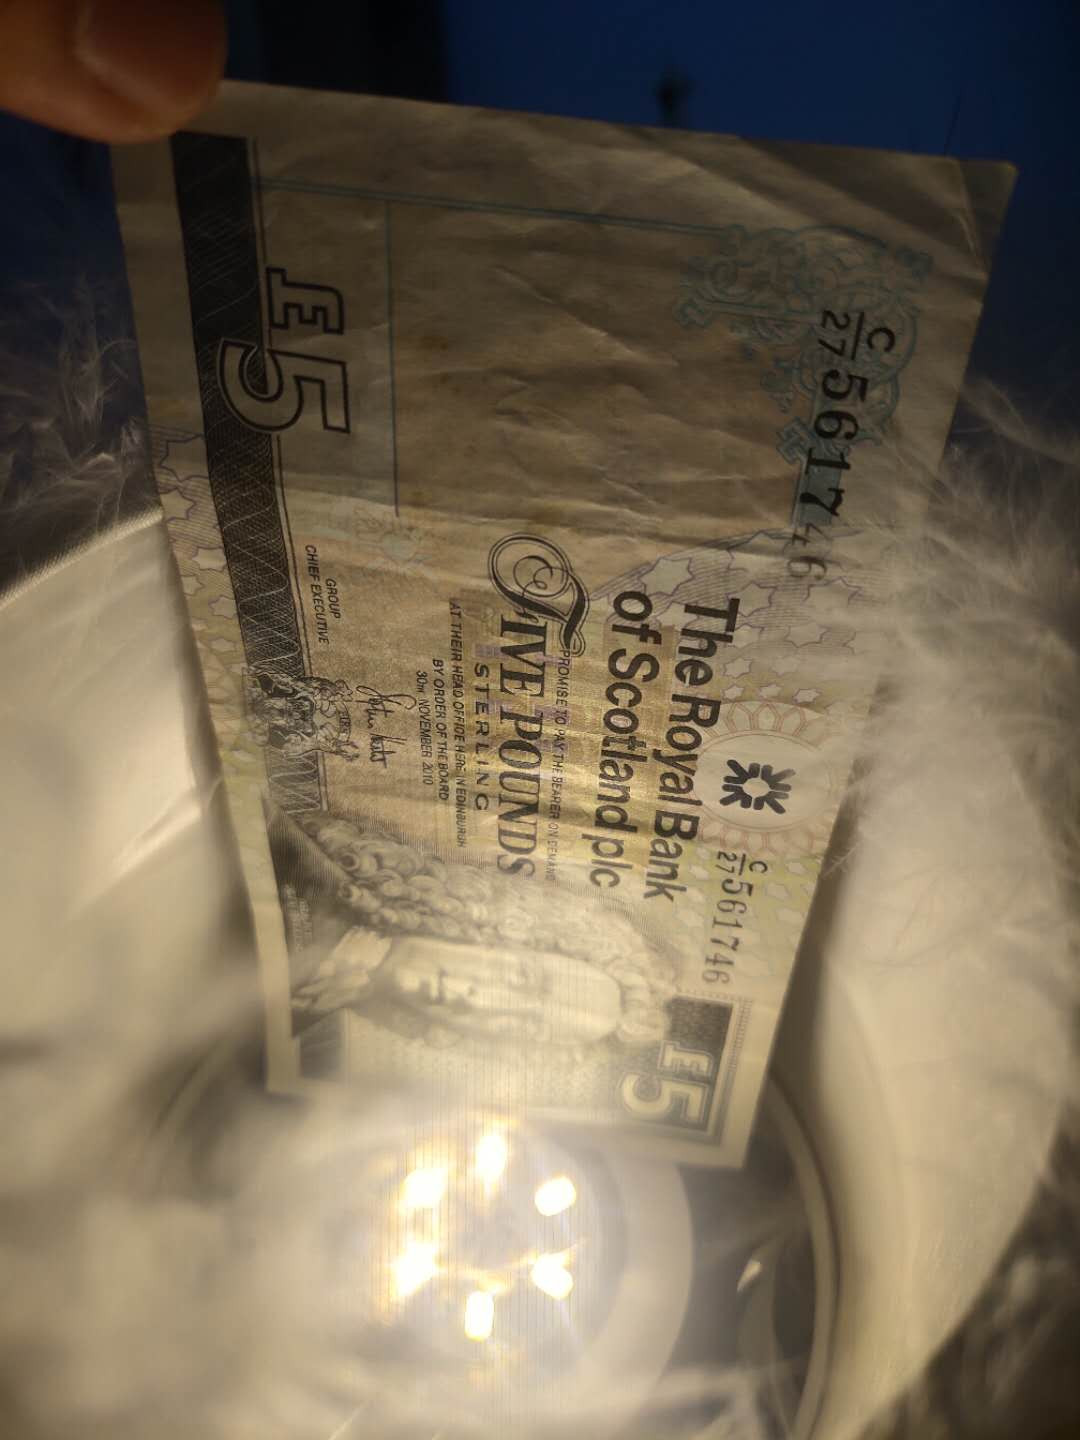 C/27 561746
The Royal Bank
of Scotland plc
C/27 561746
£5
PROMISE TO PAY THE BEARER ON DEMAND
FIVE POUNDS
STERLING
AT THEIR HEAD OFFICE HERE IN EDINBURGH
BY ORDER OF THE BOARD
30TH NOVEMBER 2010
GROUP
CHIEF EXECUTIVE
£5